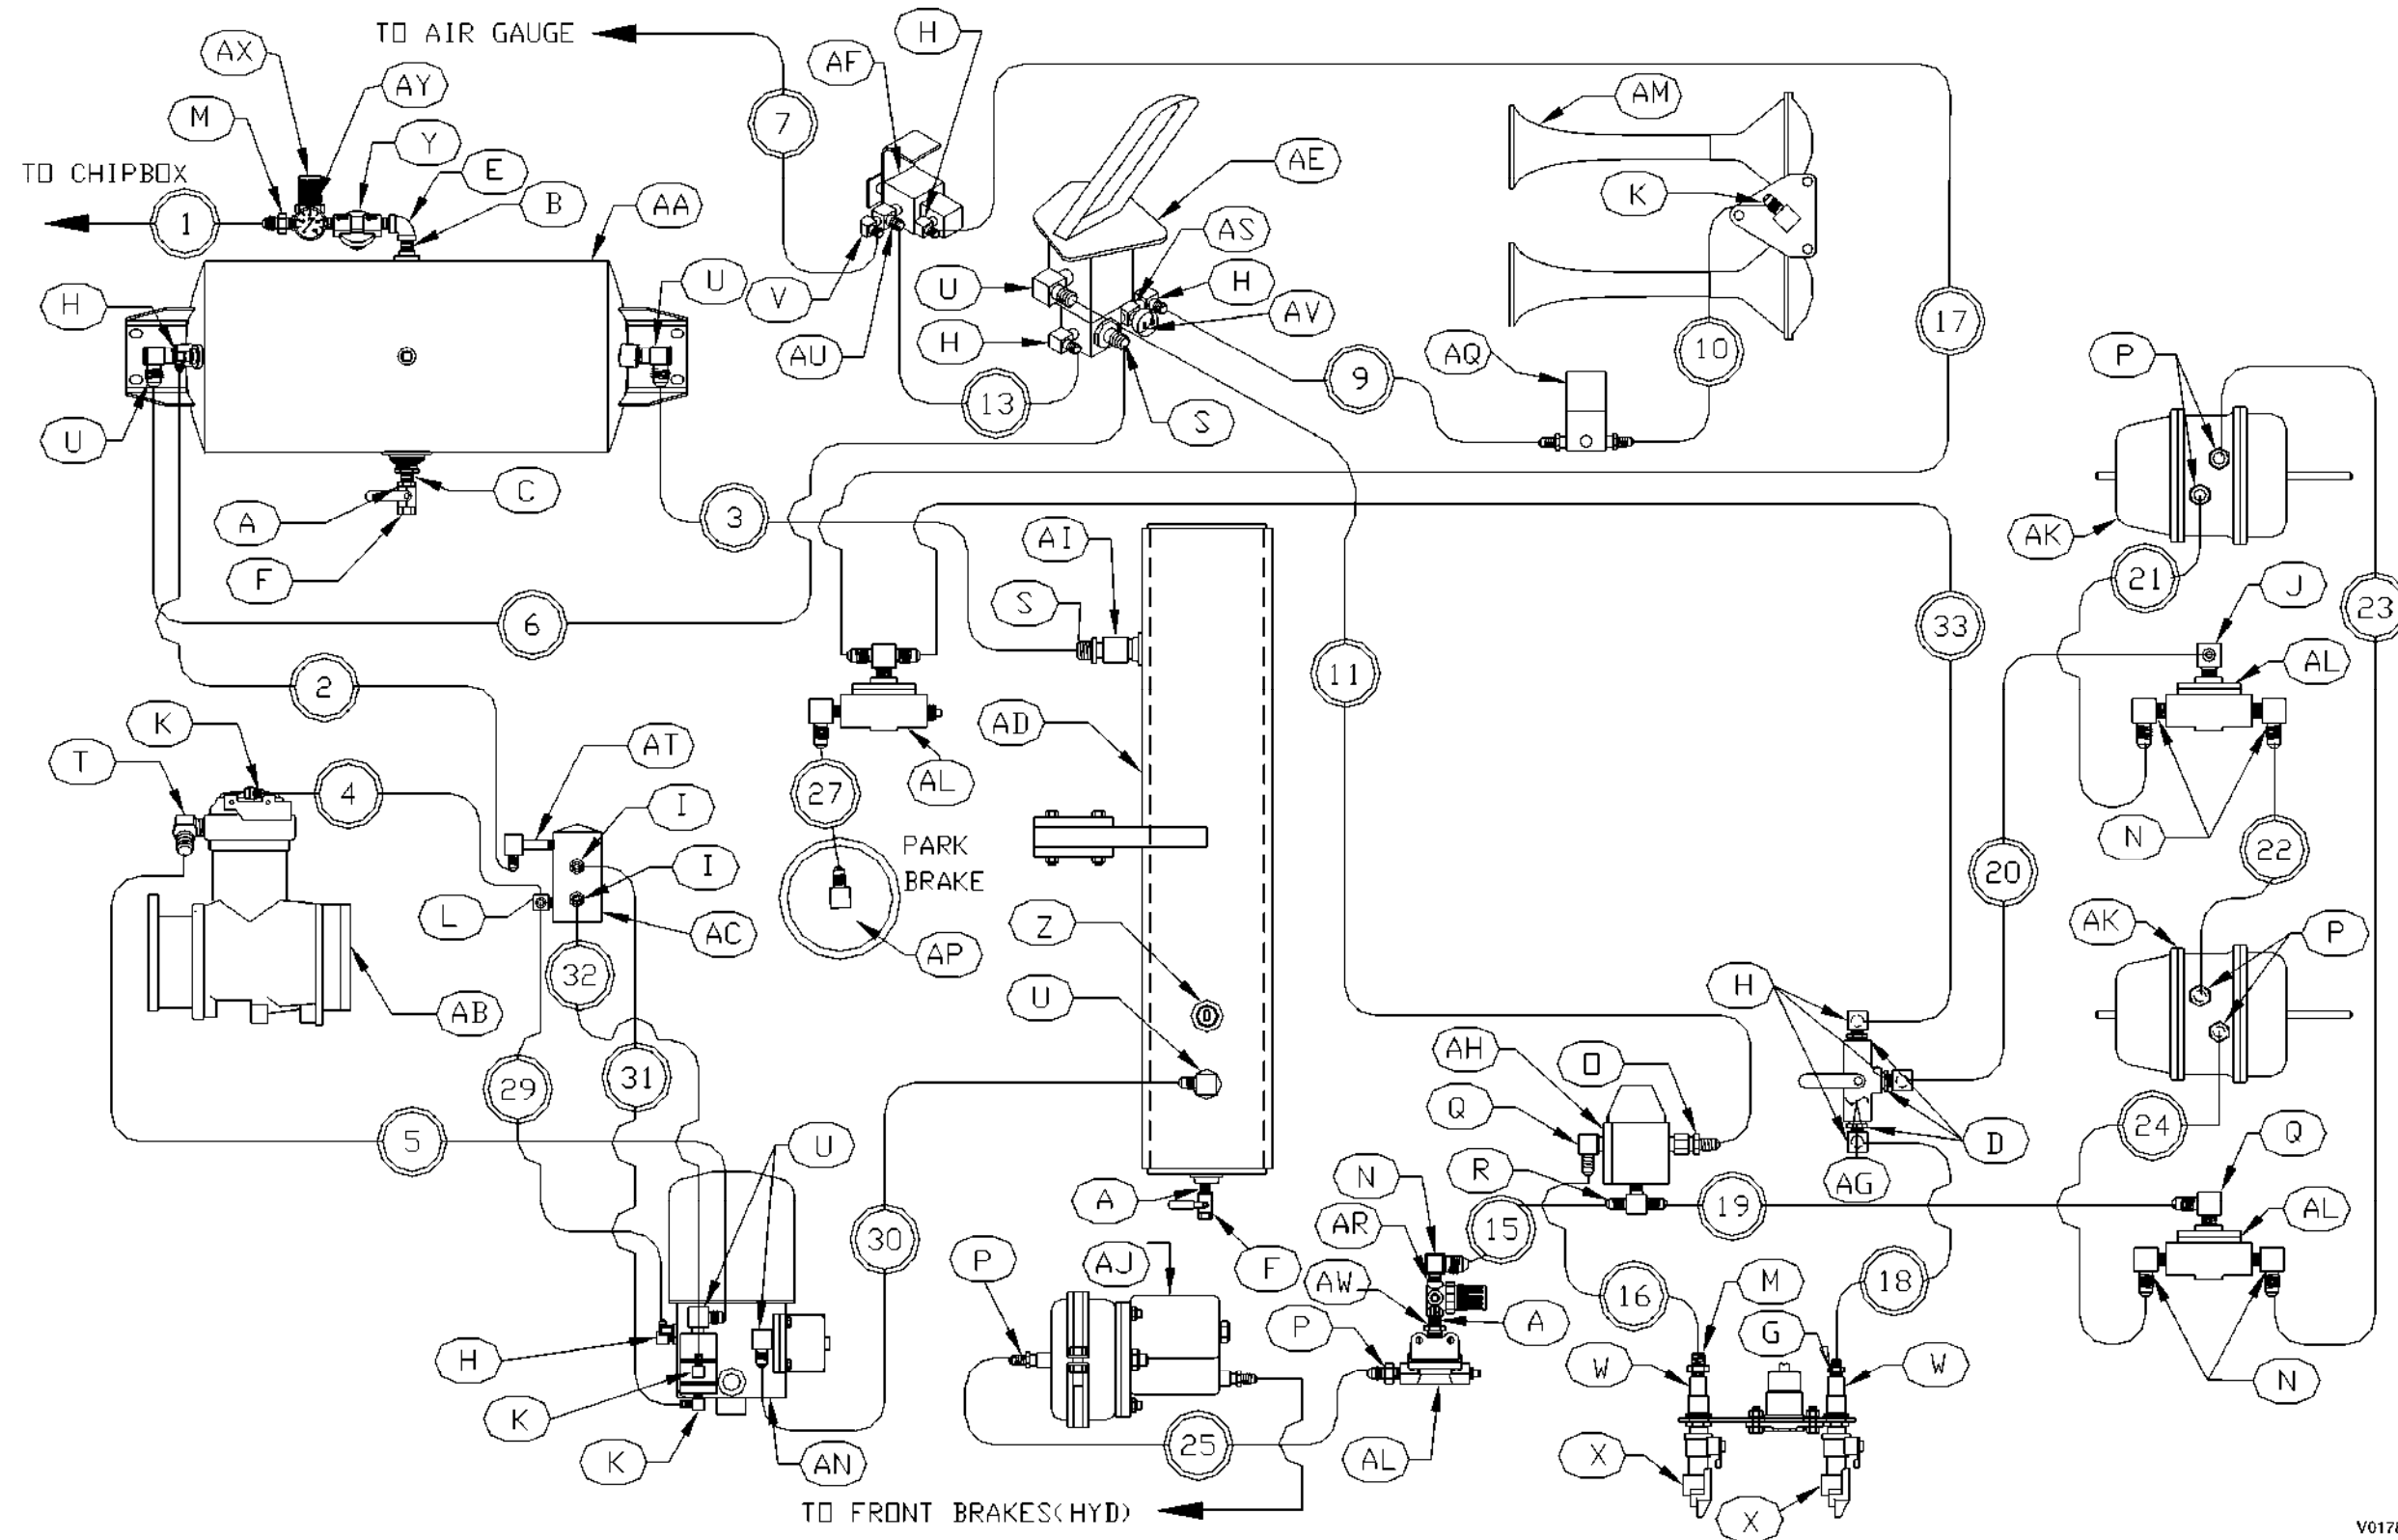 TO AIR GAUGE
H
AX
AF
AY
AM
M
7
Y
TO CHIPBOX
E
AE
K
1
B
AA
AS
U
U
H
H
V
AV
17
AU
H
AQ
10
P
9
13
S
U
C
A
3
AI
AK
F
21
J
S
23
6
33
AL
11
2
K
AT
AD
T
4
AL
27
I
N
22
PARK
BRAKE
I
20
L
AC
AK
P
AP
Z
32
H
U
AB
AH
O
31
29
Q
24
Q
5
U
D
R
N
A
AG
19
AR
15
AL
30
P
AJ
F
AW
M
18
16
A
P
G
H
W
W
N
K
25
X
K
AN
AL
X
TO FRONT BRAKES(HYD)